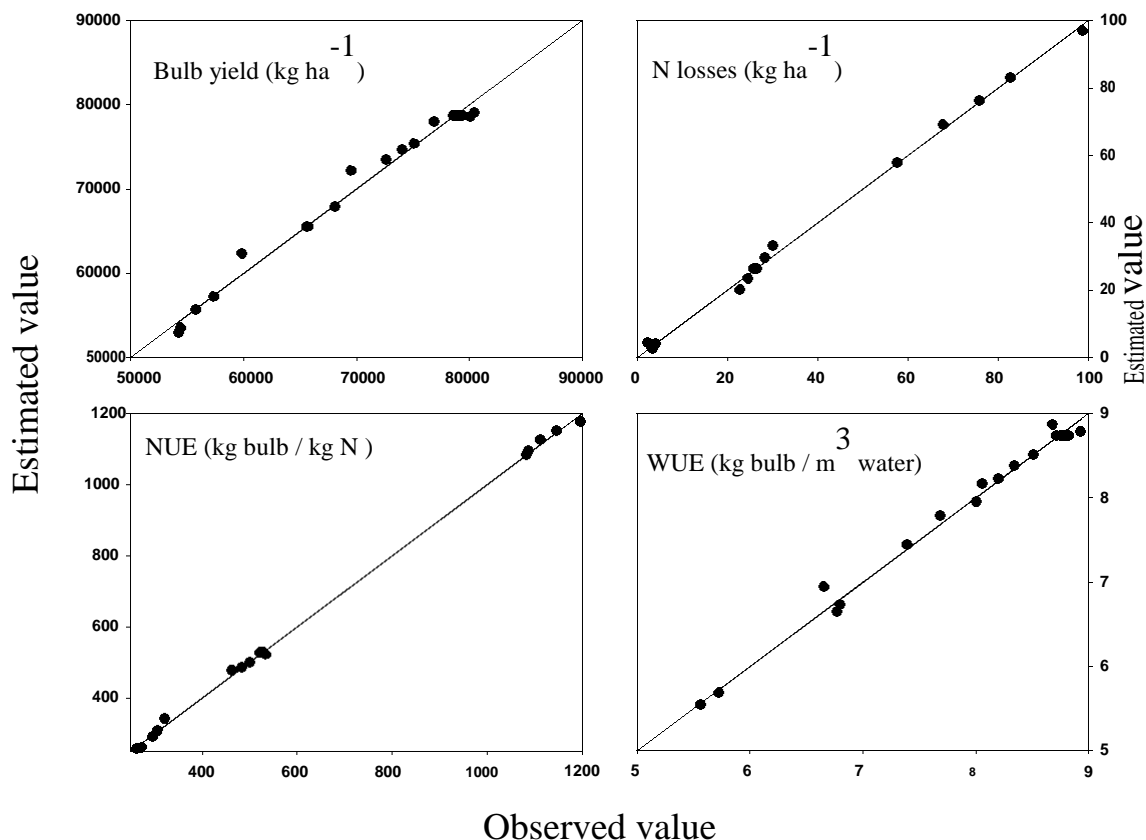 90000
80000
70000
60000
50000
50000 60000 70000 80000 90000
Bulb yield (kg ha-1)
100
80
60
40
20
0
0 20 40 60 80 100
N losses (kg ha-1)
Estimated value
Estimated value
1200
1000
800
600
400
400 600 800 1000 1200
NUE (kg bulb / kg N )
9
8
7
6
5
5 6 7 8 9
WUE (kg bulb / m3 water)
Observed value